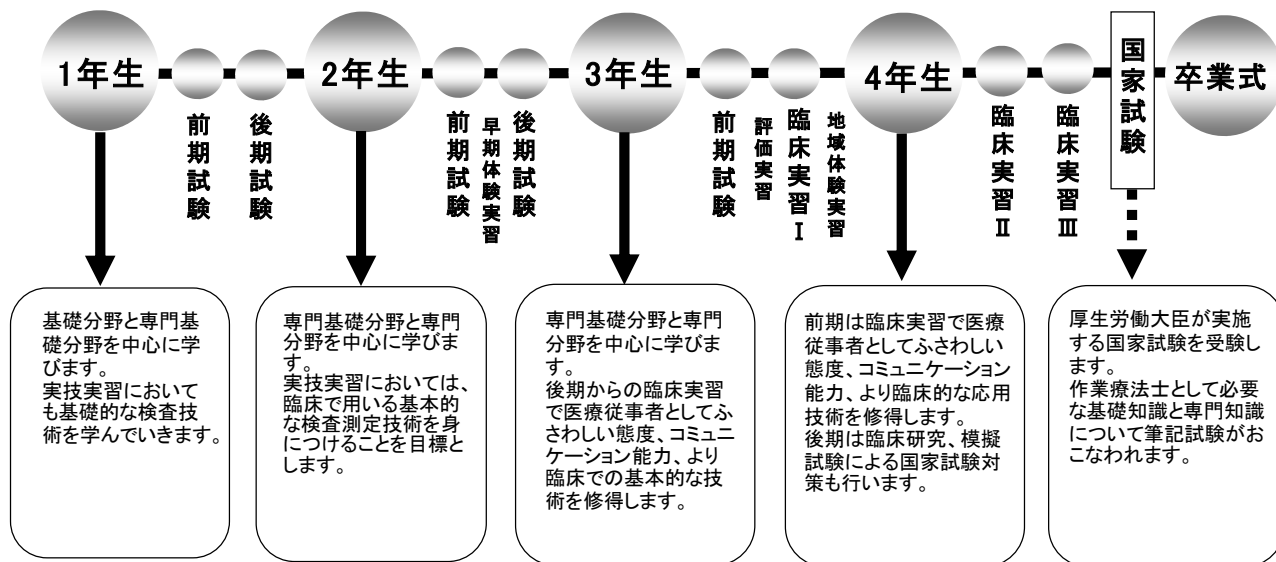 1年生
前期試験
後期試験
2年生
前期試験
早期体験実習
後期試験
3年生
前期試験
評価実習
臨床実習Ⅰ
地域体験実習
4年生
臨床実習Ⅱ
臨床実習Ⅲ
国家試験
卒業式
基礎分野と専門基
礎分野を中心に学
びます。
実技実習において
も基礎的な検査技
術を学んでいきます。
専門基礎分野と専門
分野を中心に学びま
す。
実技実習においては、
臨床で用いる基本的
な検査測定技術を身
につけることを目標と
します。
専門基礎分野と専門
分野を中心に学びま
す。
後期からの臨床実習
で医療従事者としてふ
さわしい態度、コミュニ
ケーション能力、より
臨床での基本的な技
術を修得します。
前期は臨床実習で医療
従事者としてふさわしい
態度、コミュニケーション
能力、より臨床的な応用
技術を修得します。
後期は臨床研究、模擬
試験による国家試験対
策も行います。
厚生労働大臣が実施
する国家試験を受験し
ます。
作業療法士として必要
な基礎知識と専門知識
について筆記試験がお
こなわれます。